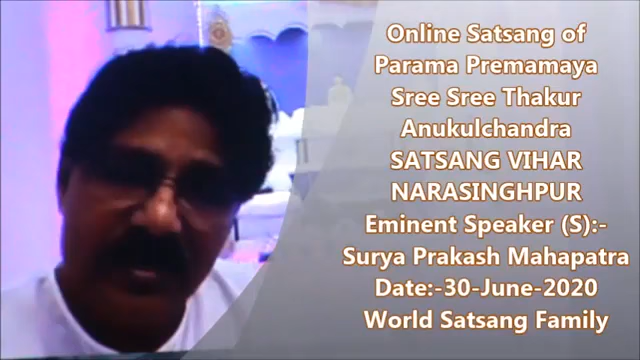 Online Satsang of
Parama Premamaya
Sree Sree Thakur
Anukulchandra
SATSANG VIHAR
NARASINGHPUR
Eminent Speaker (S):-
Surya Prakash Mahapatra
Date:-30-June-2020
World Satsang Family